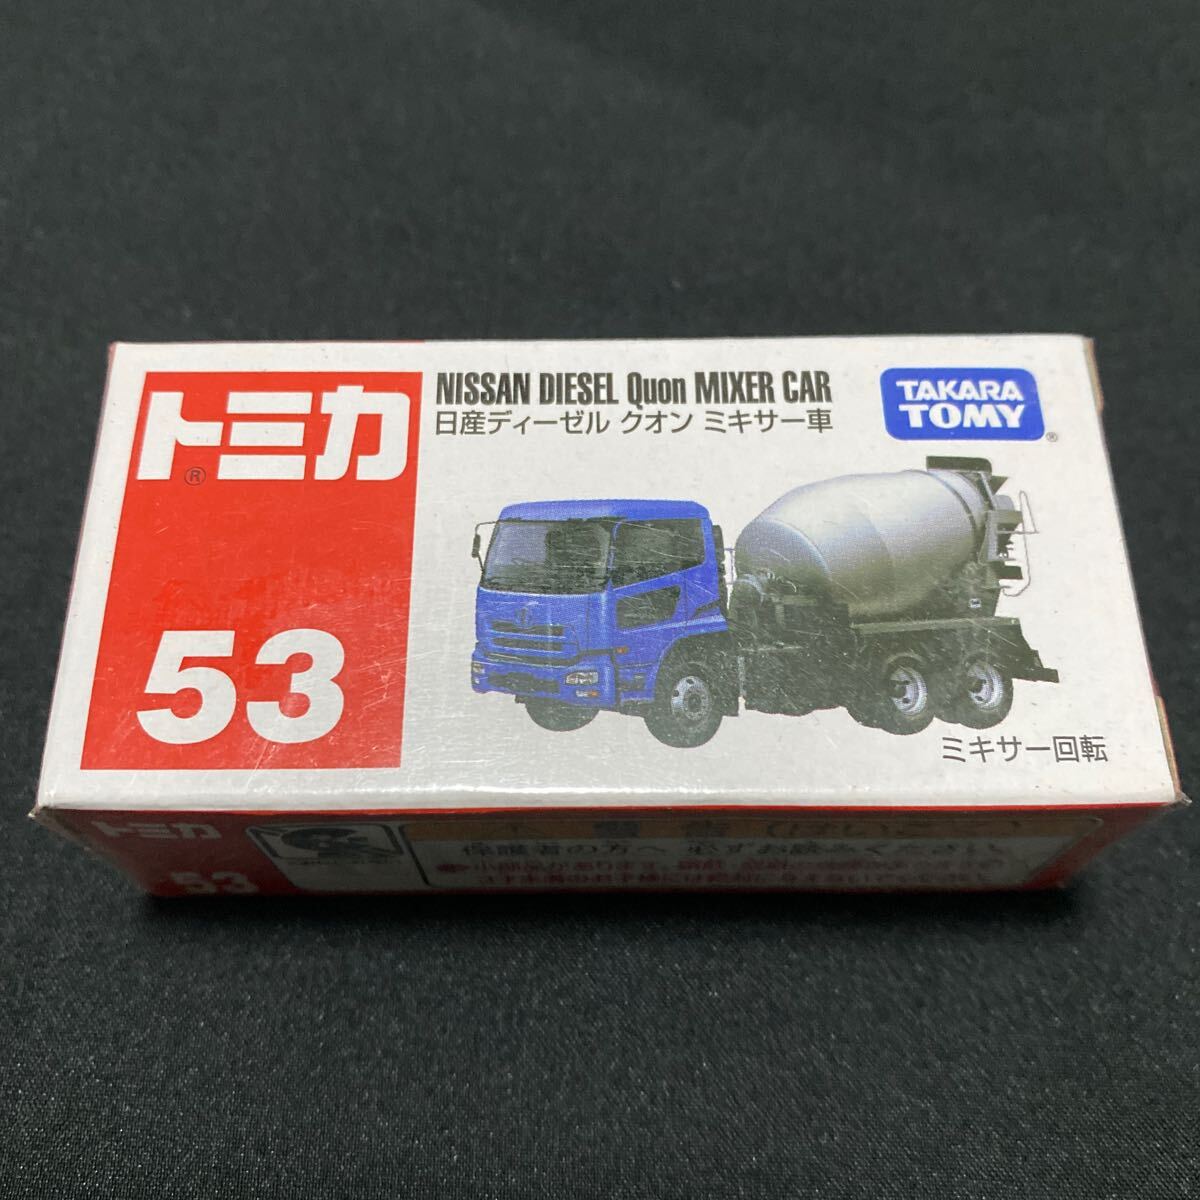 トミカ®
53
NISSAN DIESEL Quon MIXER CAR
日産ディーゼル クオン ミキサー車
TAKARA
TOMY®
ミキサー回転
トミカ
53
保護者の方へ 必ずお読みください。